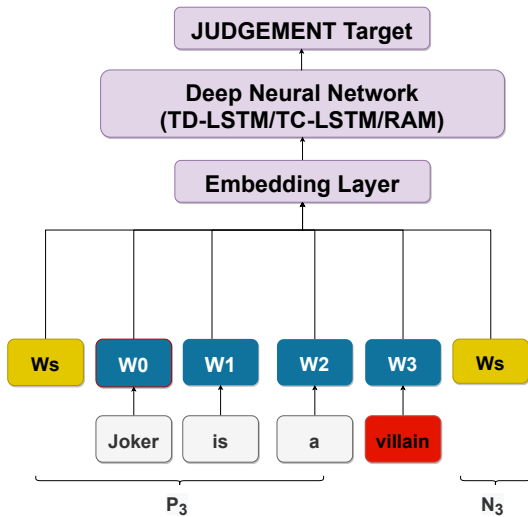 JUDGEMENT Target
Deep Neural Network
(TD-LSTM/TC-LSTM/RAM)
Embedding Layer
Ws W0 W1 W2 W3 Ws
Joker is a villain
P₃ N₃